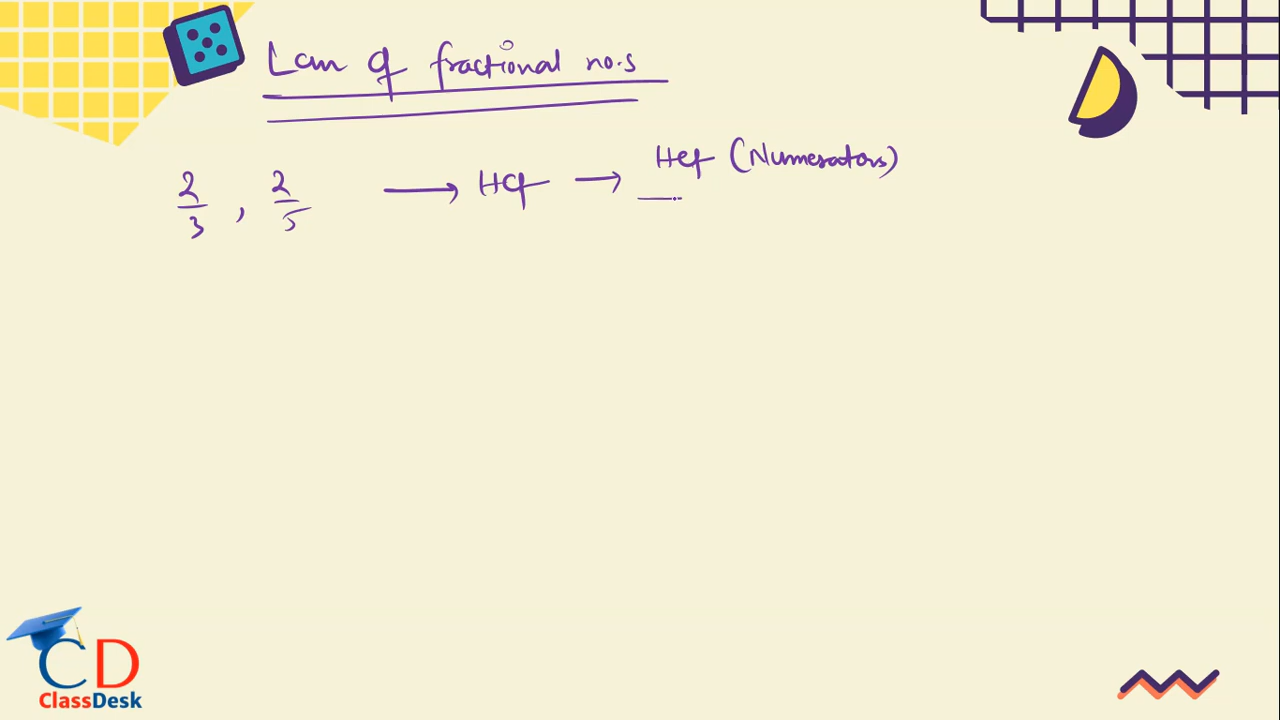 Lcm of fractional no.s
2/3 , 2/5 → HCf → Hcf (Numerators)
CD
ClassDesk